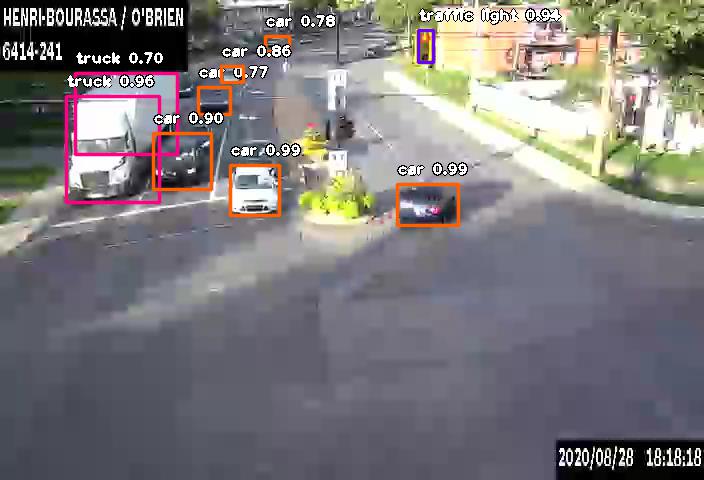 HENRI-BOURASSA / O'BRIEN
6414-241
car 0.78
traffic light 0.94
car 0.86
truck 0.70
car 0.77
truck 0.96
car 0.90
car 0.99
car 0.99
2020/08/28 18:18:18